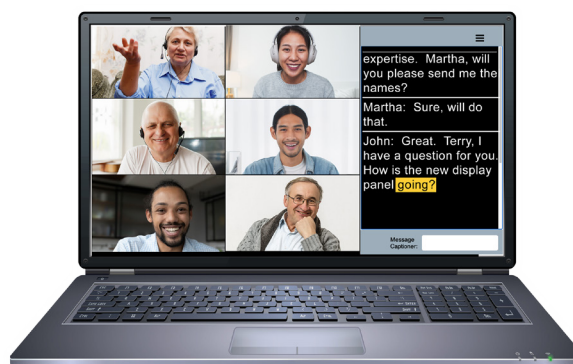 expertise. Martha, will
you please send me the
names?
Martha: Sure, will do
that.
John: Great. Terry, I
have a question for you.
How is the new display
panel going?
Message
Captioner: